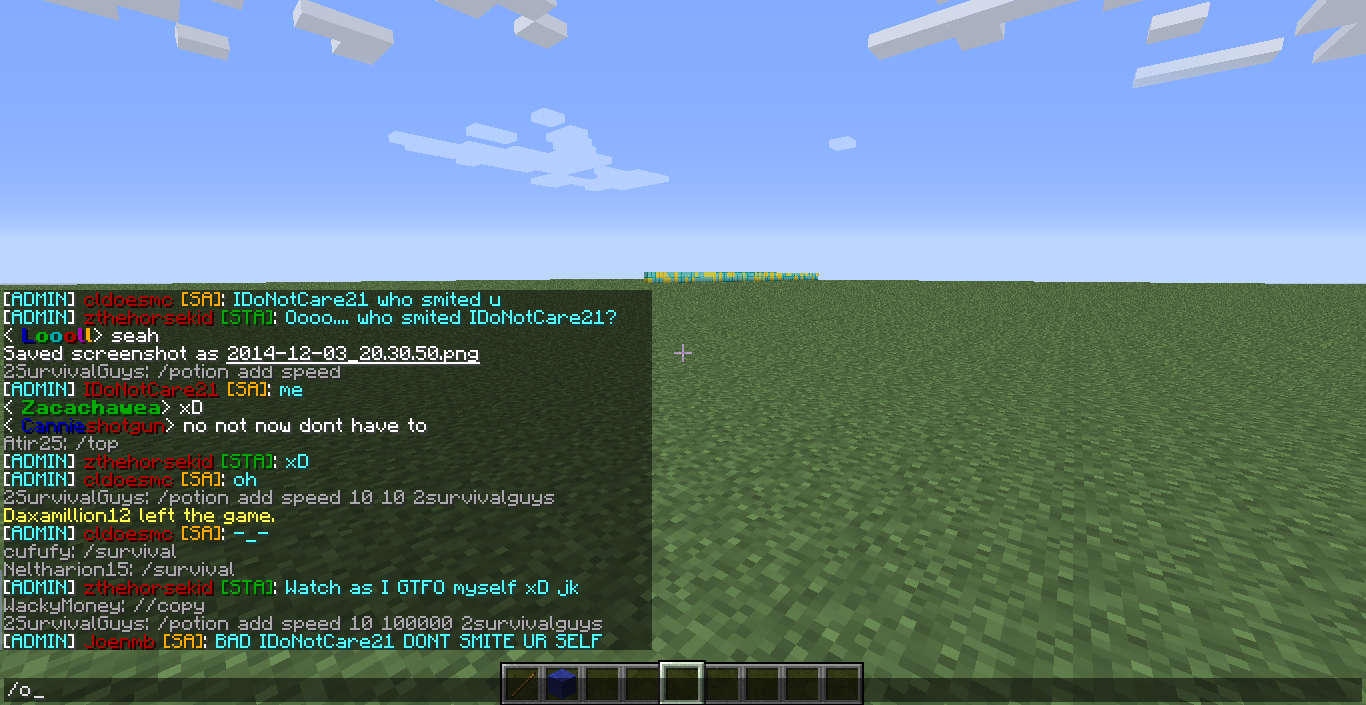 [ADMIN] cldoesmc [SA]: IDoNotCare21 who smited u
[ADMIN] zthehorsekid [STA]: Oooo.... who smited IDoNotCare21?
< Loooll> seah
Saved screenshot as 2014-12-03_20.30.50.png
2SurvivalGuys: /potion add speed
[ADMIN] IDoNotCare21 [SA]: me
< Zacachawea> xD
< Cannieshotgun> no not now dont have to
Atir25: /top
[ADMIN] zthehorsekid [STA]: xD
[ADMIN] cldoesmc [SA]: oh
2SurvivalGuys: /potion add speed 10 10 2survivalguys
Daxamillion12 left the game.
[ADMIN] cldoesmc [SA]: -_-
cufufy: /survival
Neltharion15: /survival
[ADMIN] zthehorsekid [STA]: Watch as I GTFO myself xD jk
WackyMoney: //copy
2SurvivalGuys: /potion add speed 10 100000 2survivalguys
[ADMIN] Joenmb [SA]: BAD IDoNotCare21 DONT SMITE UR SELF
/o_